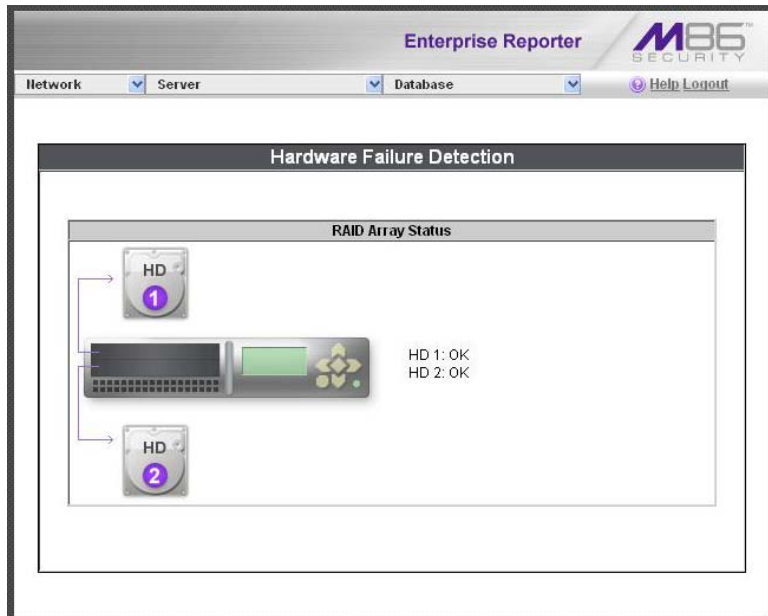 Enterprise Reporter
M86
SECURITY™
Network Server Database Help Logout
Hardware Failure Detection
RAID Array Status
HD
1
HD 1: OK
HD 2: OK
HD
2